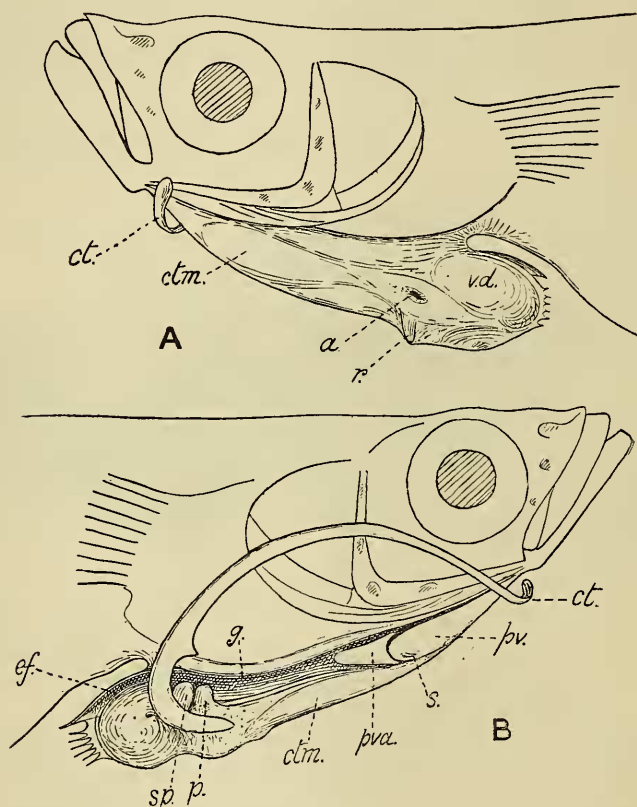 ct.
ctm.
v.d.
A
a.
r.
g.
ct.
ef.
pv.
s.
B
sp.
p.
ctm.
pva.